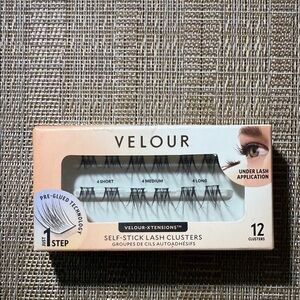 VELOUR
4 SHORT
4 MEDIUM
4 LONG
UNDER LASH
APPLICATION
PRE-GLUED TECHNOLOGY
JUST
1
STEP
VELOUR-XTENSIONS™
SELF-STICK LASH CLUSTERS
GROUPES DE CILS AUTOADHÉSIFS
12
CLUSTERS